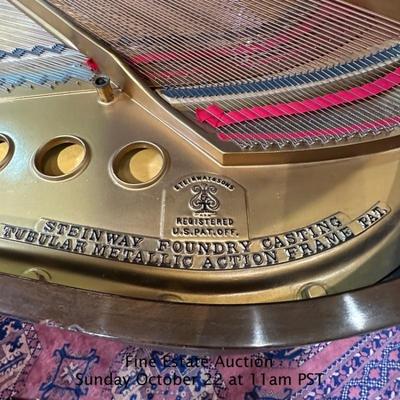 STEINWAY & SONS
REGISTERED
U.S. PAT. OFF.
STEINWAY FOUNDRY CASTING
TUBULAR METALLIC ACTION FRAME PAT.
Fine Estate Auction
Sunday October 22 at 11am PST